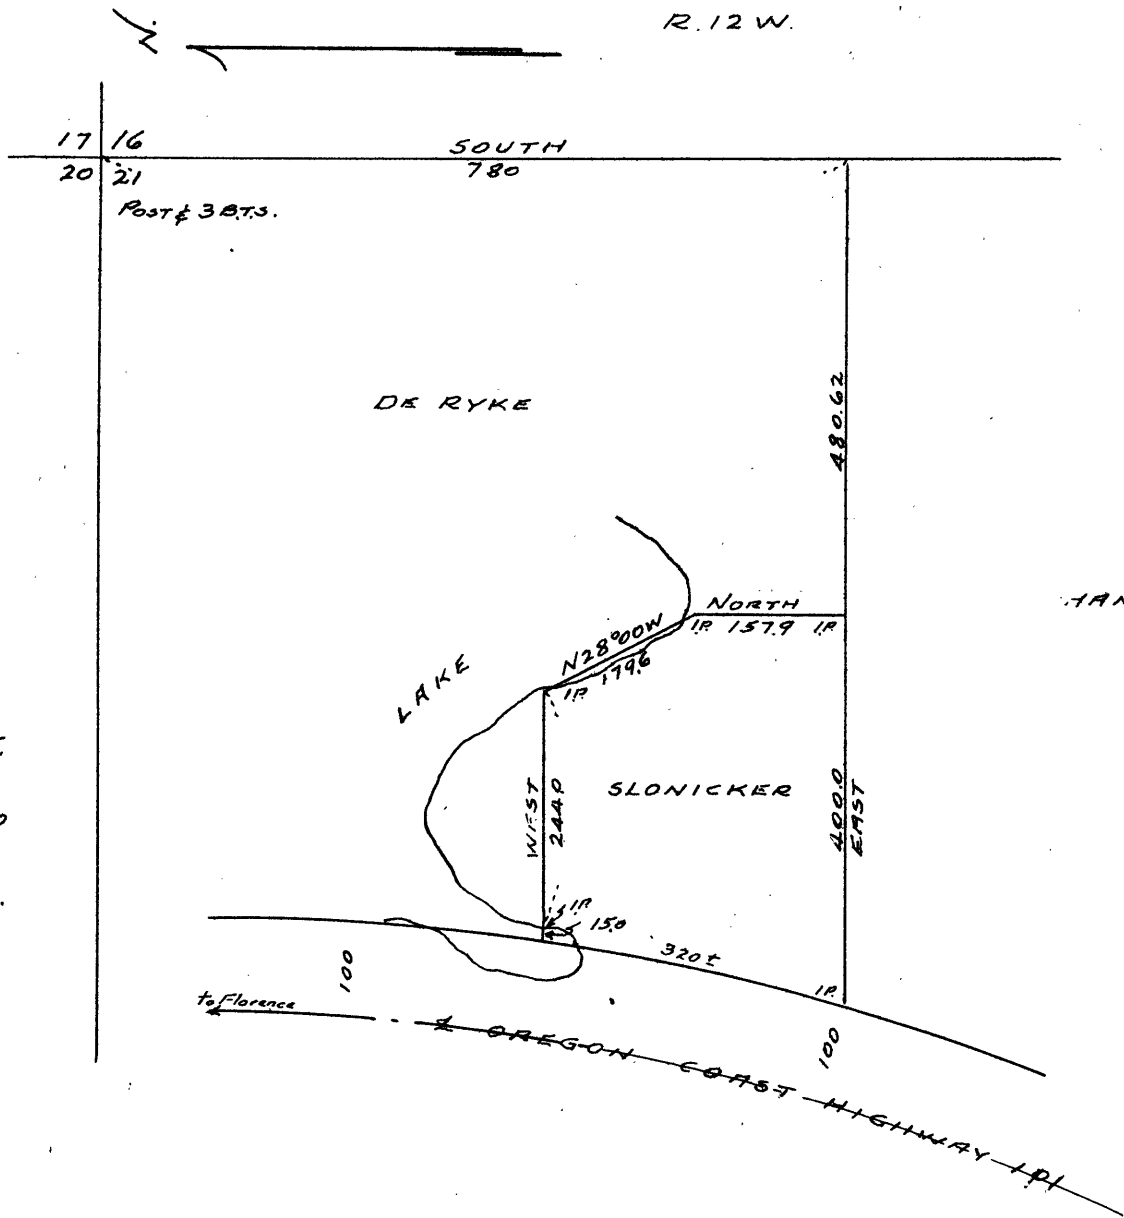 R. 12 W.
17 16
SOUTH
20 21
780
POST & 3 B.T.S.
DE RYKE
480.62
NORTH
I.P. 157.9 I.P.
N28°00W
179.6
I.P.
LAKE
WEST
244.0
SLONICKER
400.0
EAST
I.P.
15.0
320±
I.P.
100
100
to Florence
OREGON COAST HIGHWAY 101